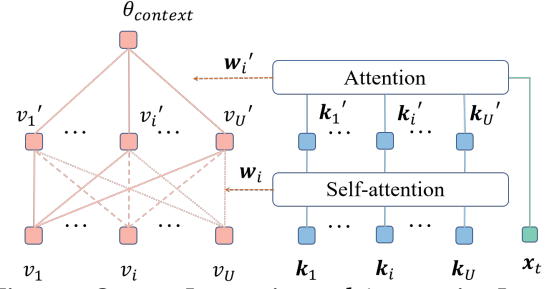 θcontext
wi′
Attention
v1′ ... vi′ ... vU′
k1′ ... ki′ ... kU′
wi
Self-attention
... ...
... ...
v1 vi vU
k1 ki kU
xt